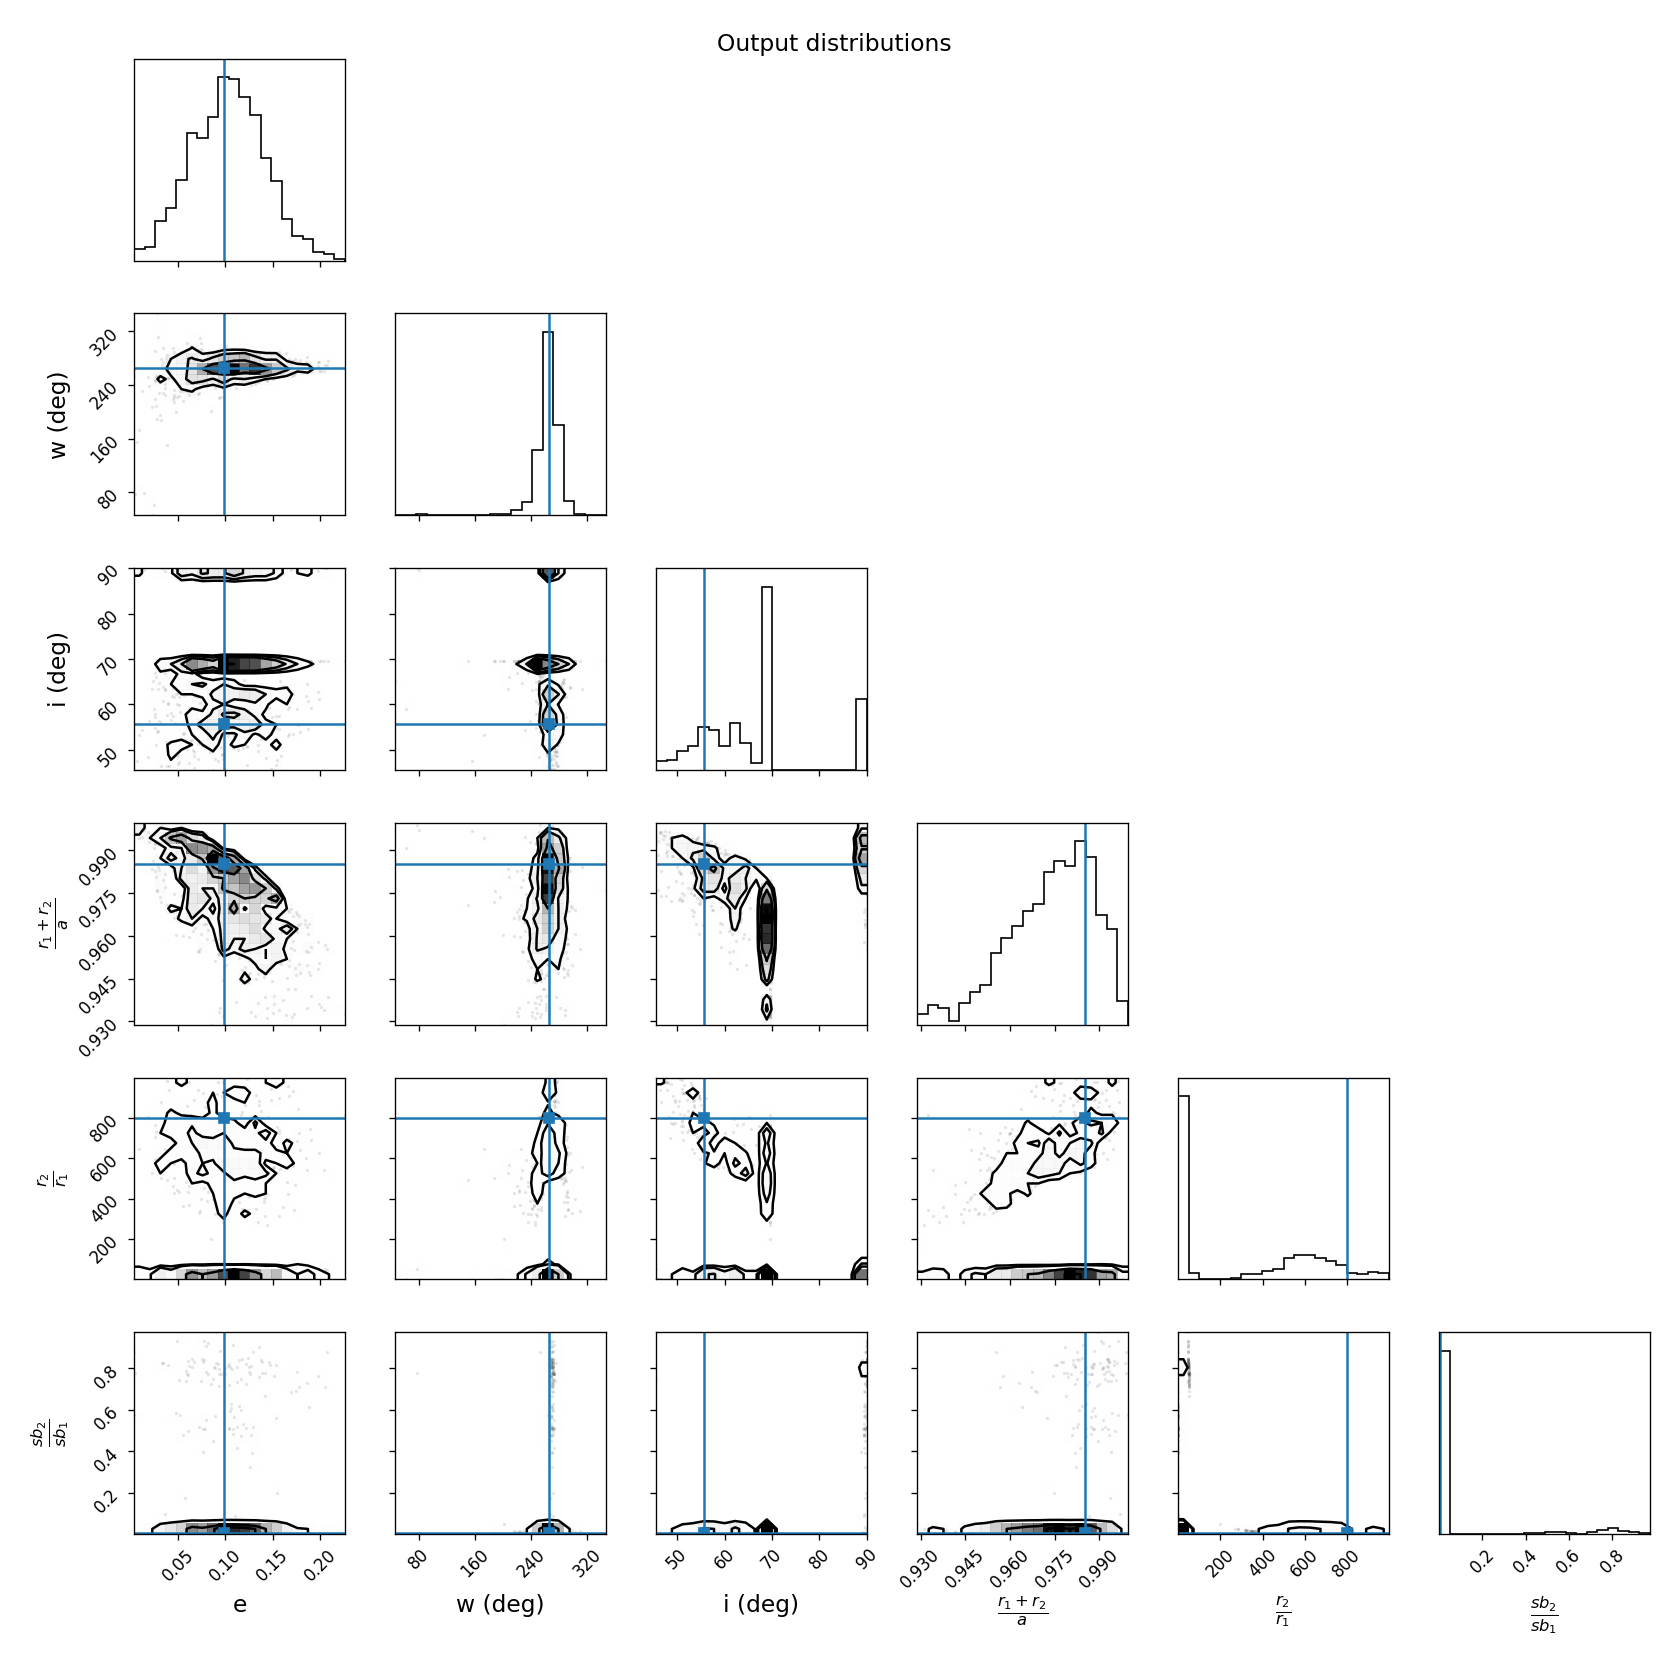 Output distributions
w (deg)
320
240
160
80
i (deg)
90
80
70
60
50
r₁ + r₂
a
0.990
0.975
0.960
0.945
0.930
r₂
r₁
800
600
400
200
sb₂
sb₁
0.8
0.6
0.4
0.2
0.05 0.10 0.15 0.20 80 160 240 320 50 60 70 80 90 0.930 0.945 0.960 0.975 0.990 200 400 600 800 0.2 0.4 0.6 0.8
e w (deg) i (deg) r₁ + r₂ r₂ sb₂
a r₁ sb₁